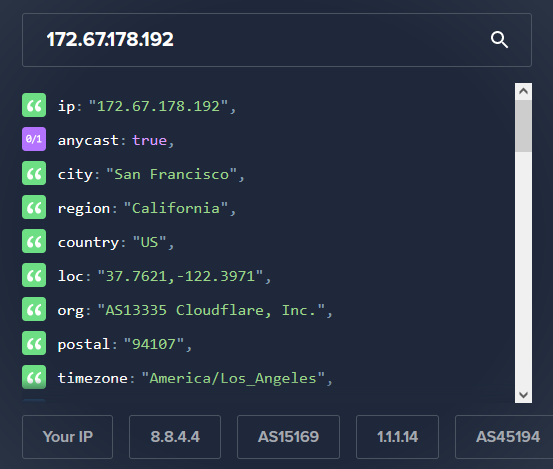 172.67.178.192
ip: "172.67.178.192",
0/1 anycast: true,
city: "San Francisco",
region: "California",
country: "US",
loc: "37.7621,-122.3971",
org: "AS13335 Cloudflare, Inc.",
postal: "94107",
timezone: "America/Los_Angeles",
Your IP 8.8.4.4 AS15169 1.1.1.14 AS45194